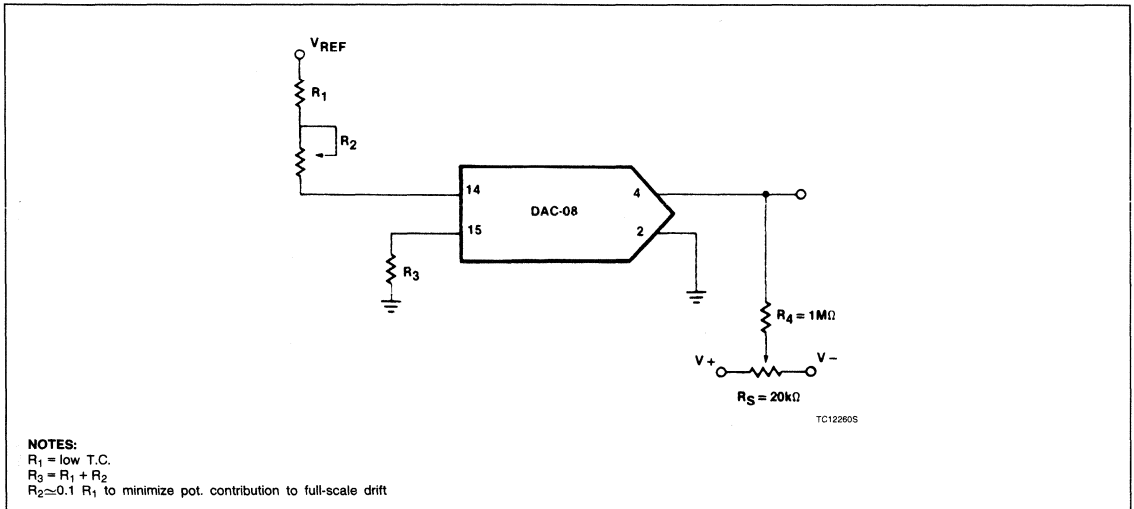 VREF
R1
R2
14
4
DAC-08
15
2
R3
R4 = 1MΩ
V+
V−
RS = 20kΩ
TC12260S
NOTES:
R1 = low T.C.
R3 = R1 + R2
R2≃0.1 R1 to minimize pot. contribution to full-scale drift